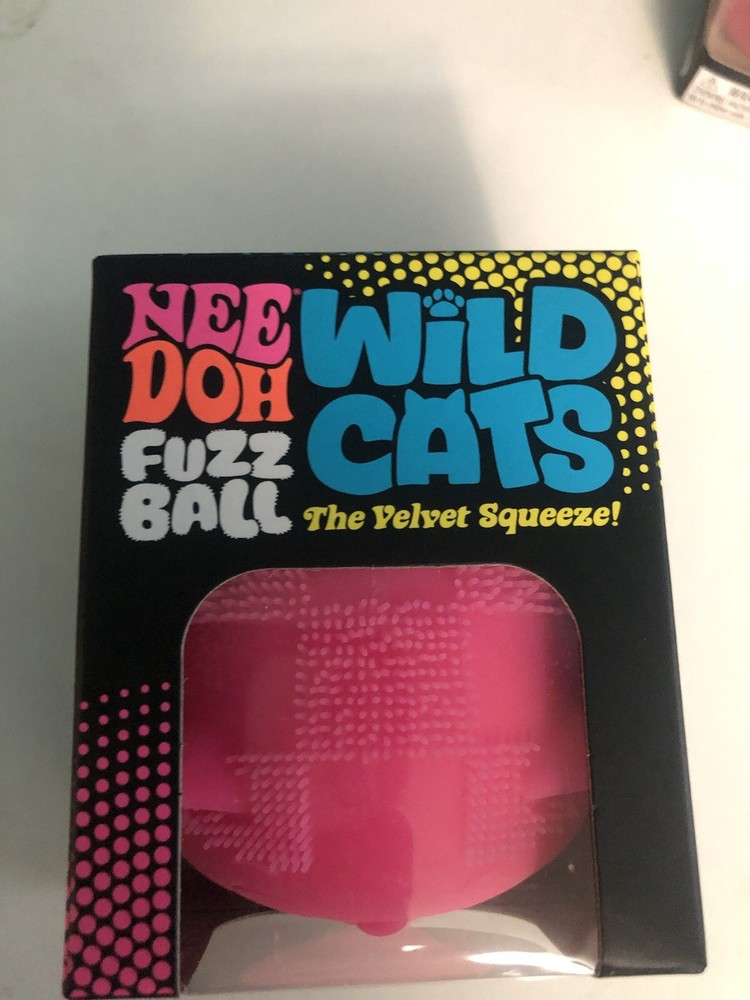 NEE
DOH®
FUZZ
BALL
WiLD
CATS
The Velvet Squeeze!